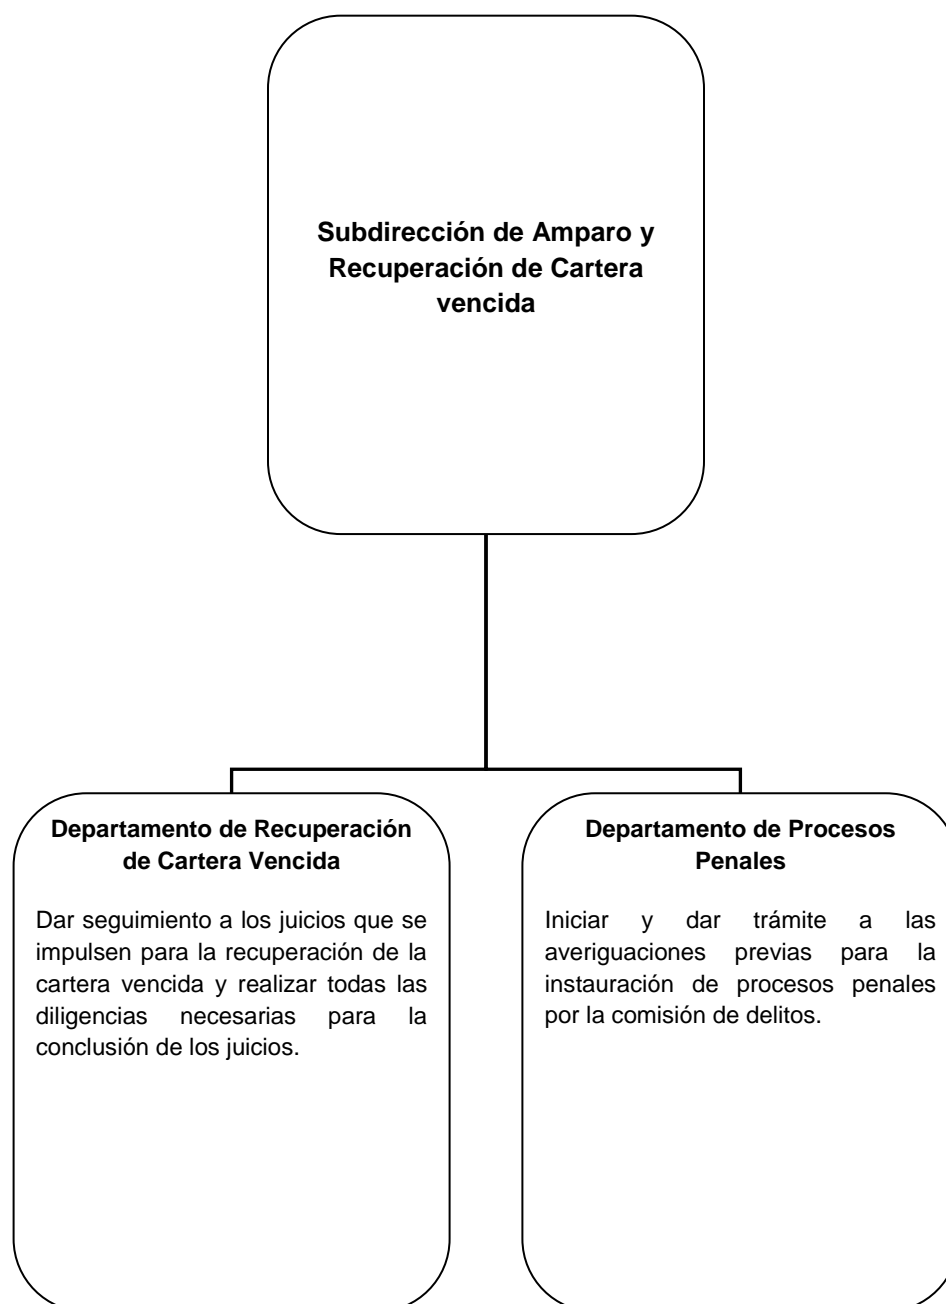 Subdirección de Amparo y
Recuperación de Cartera
vencida
Departamento de Recuperación
de Cartera Vencida
Dar seguimiento a los juicios que se
impulsen para la recuperación de la
cartera vencida y realizar todas las
diligencias necesarias para la
conclusión de los juicios.
Departamento de Procesos
Penales
Iniciar y dar trámite a las
averiguaciones previas para la
instauración de procesos penales
por la comisión de delitos.